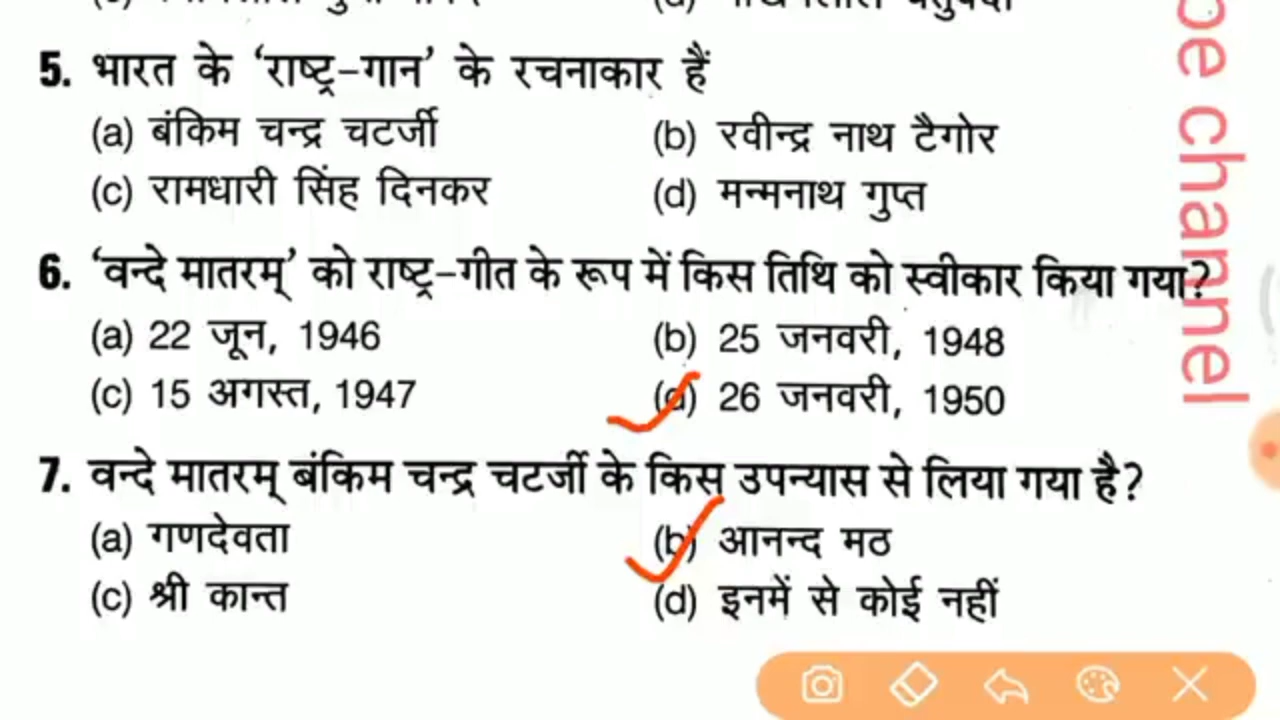 5. भारत के ‘राष्ट्र-गान’ के रचनाकार हैं
(a) बंकिम चन्द्र चटर्जी (b) रवीन्द्र नाथ टैगोर
(c) रामधारी सिंह दिनकर (d) मन्मनाथ गुप्त
6. ‘वन्दे मातरम्’ को राष्ट्र-गीत के रूप में किस तिथि को स्वीकार किया गया?
(a) 22 जून, 1946 (b) 25 जनवरी, 1948
(c) 15 अगस्त, 1947 (d) 26 जनवरी, 1950
7. वन्दे मातरम् बंकिम चन्द्र चटर्जी के किस उपन्यास से लिया गया है?
(a) गणदेवता (b) आनन्द मठ
(c) श्री कान्त (d) इनमें से कोई नहीं
be channel